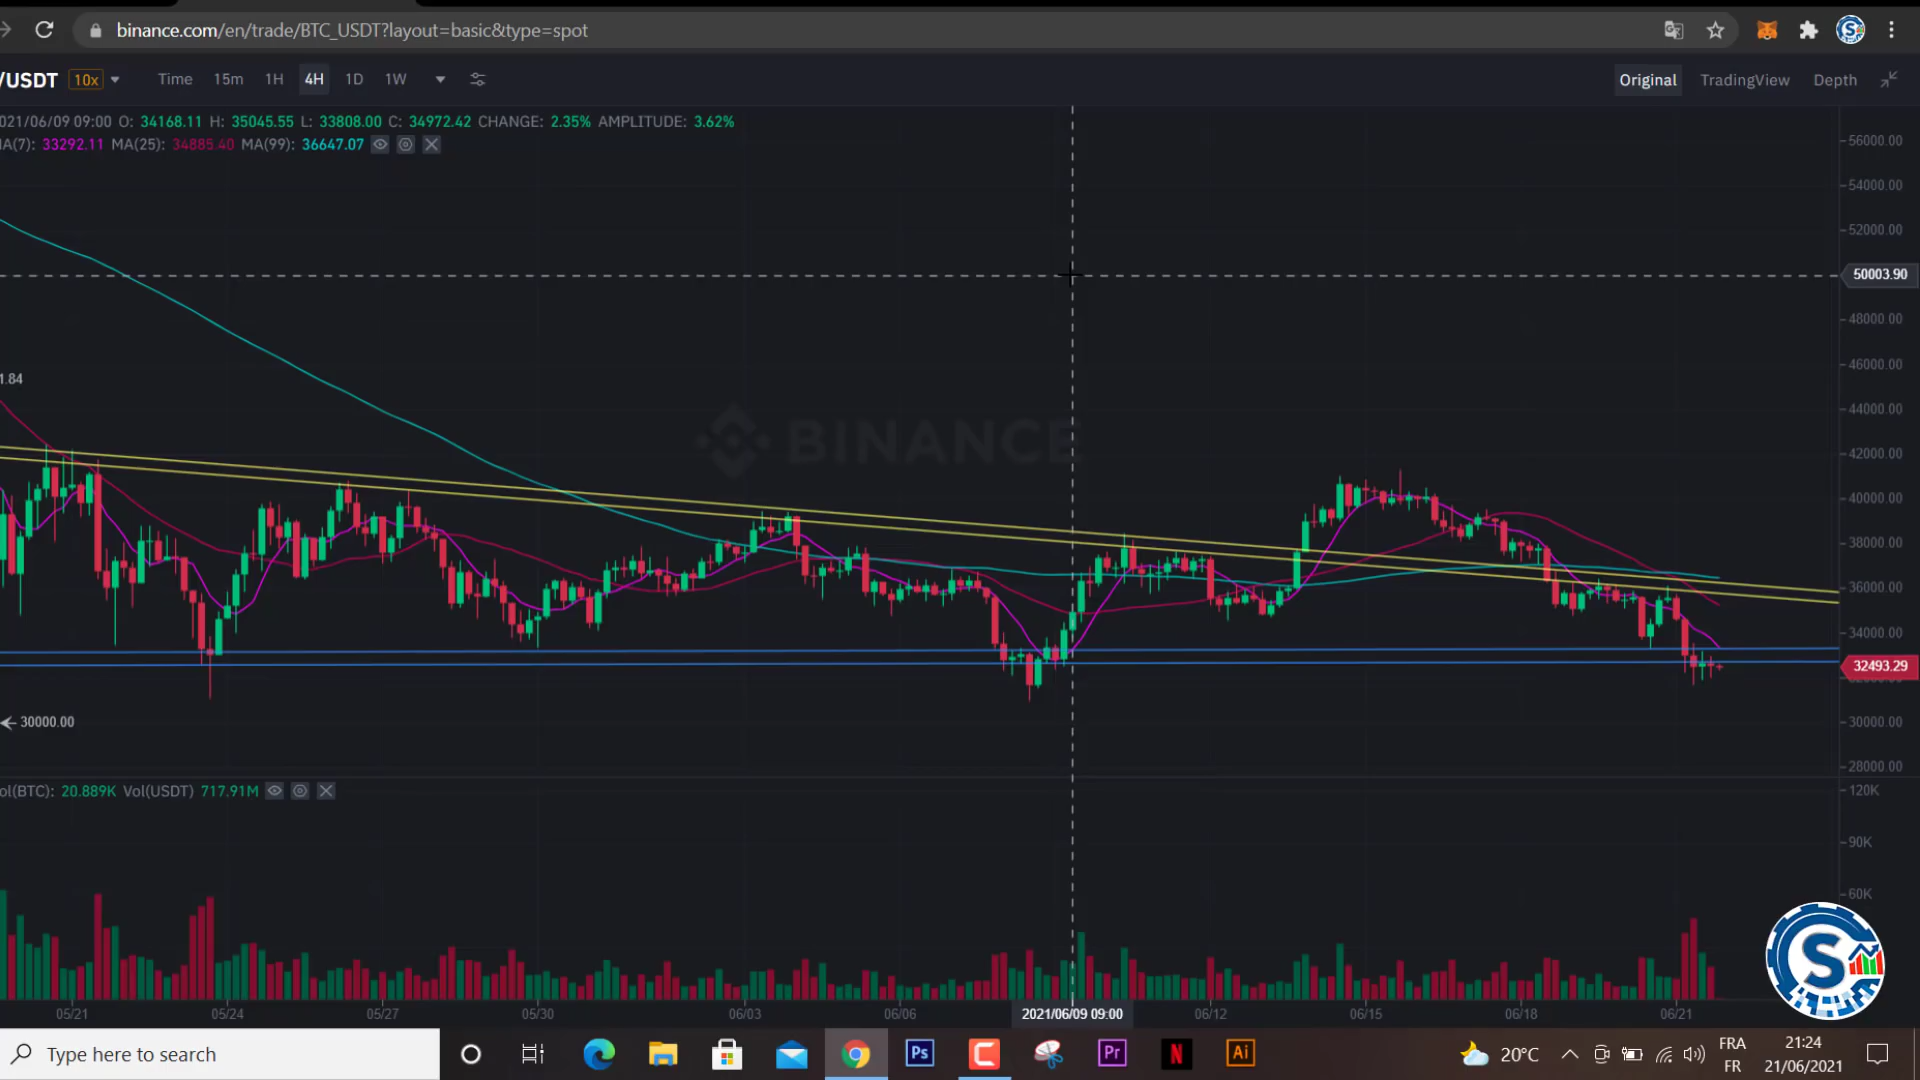 binance.com/en/trade/BTC_USDT?layout=basic&type=spot
/USDT 10x Time 15m 1H 4H 1D 1W Original TradingView Depth
021/06/09 09:00 O: 34168.11 H: 35045.55 L: 33808.00 C: 34972.42 CHANGE: 2.35% AMPLITUDE: 3.62%
IA(7): 33292.11 MA(25): 34885.40 MA(99): 36647.07
56000.00
54000.00
52000.00
50003.90
48000.00
46000.00
1.84
44000.00
BINANCE
42000.00
40000.00
38000.00
36000.00
34000.00
32493.29
30000.00
30000.00
28000.00
ol(BTC): 20.889K Vol(USDT) 717.91M
120K
90K
60K
S
05/21 05/24 05/27 05/30 06/03 06/06 2021/06/09 09:00 06/12 06/15 06/18 06/21
Type here to search
Ps Pr N Ai
20°C
FRA
FR
21:24
21/06/2021